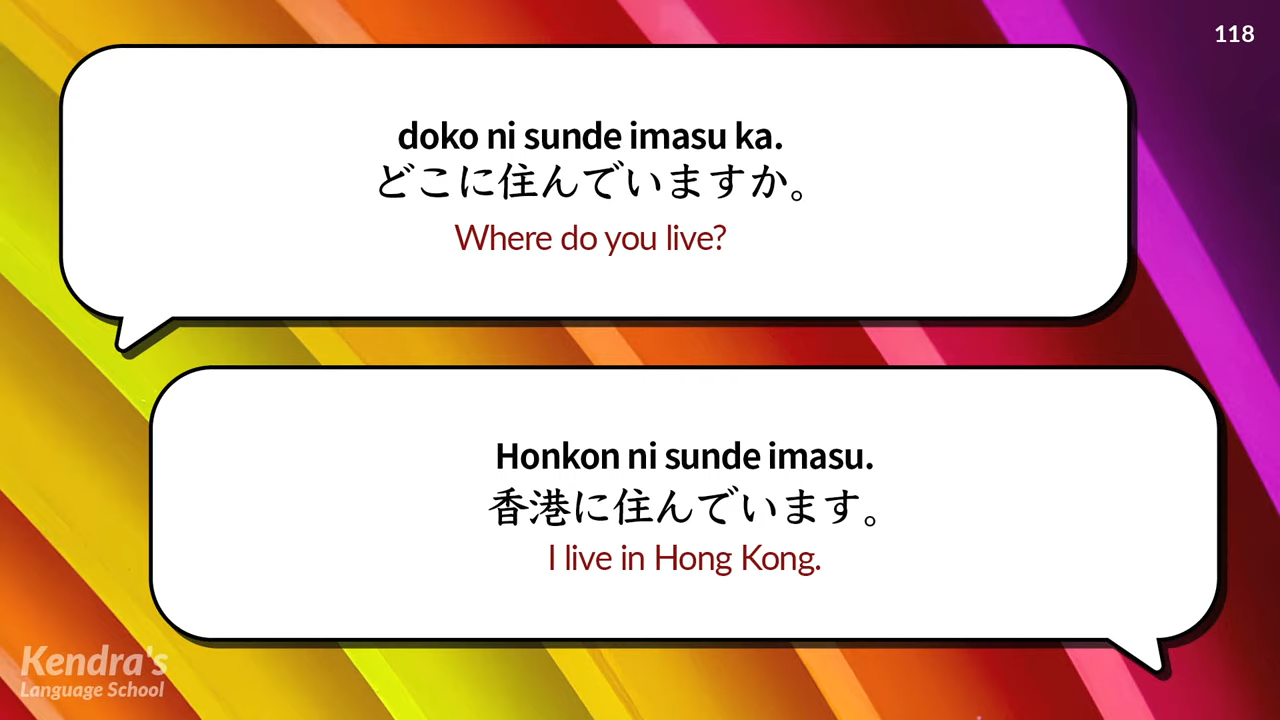 118
doko ni sunde imasu ka.
どこに住んでいますか。
Where do you live?
Honkon ni sunde imasu.
香港に住んでいます。
I live in Hong Kong.
Kendra's
Language School